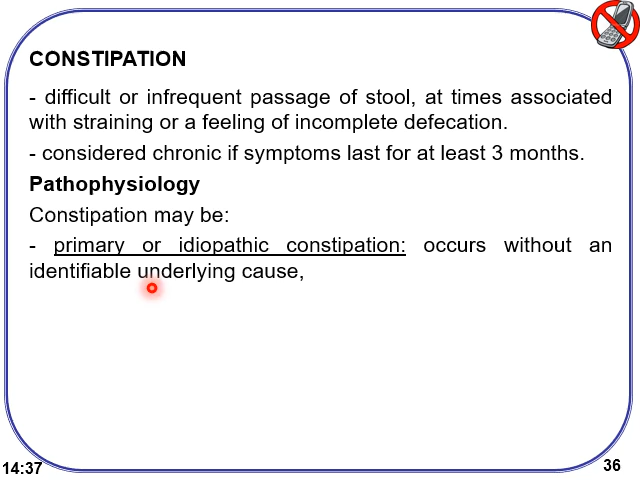 CONSTIPATION
- difficult or infrequent passage of stool, at times associated
with straining or a feeling of incomplete defecation.
- considered chronic if symptoms last for at least 3 months.
Pathophysiology
Constipation may be:
- primary or idiopathic constipation: occurs without an
identifiable underlying cause,
14:37
36